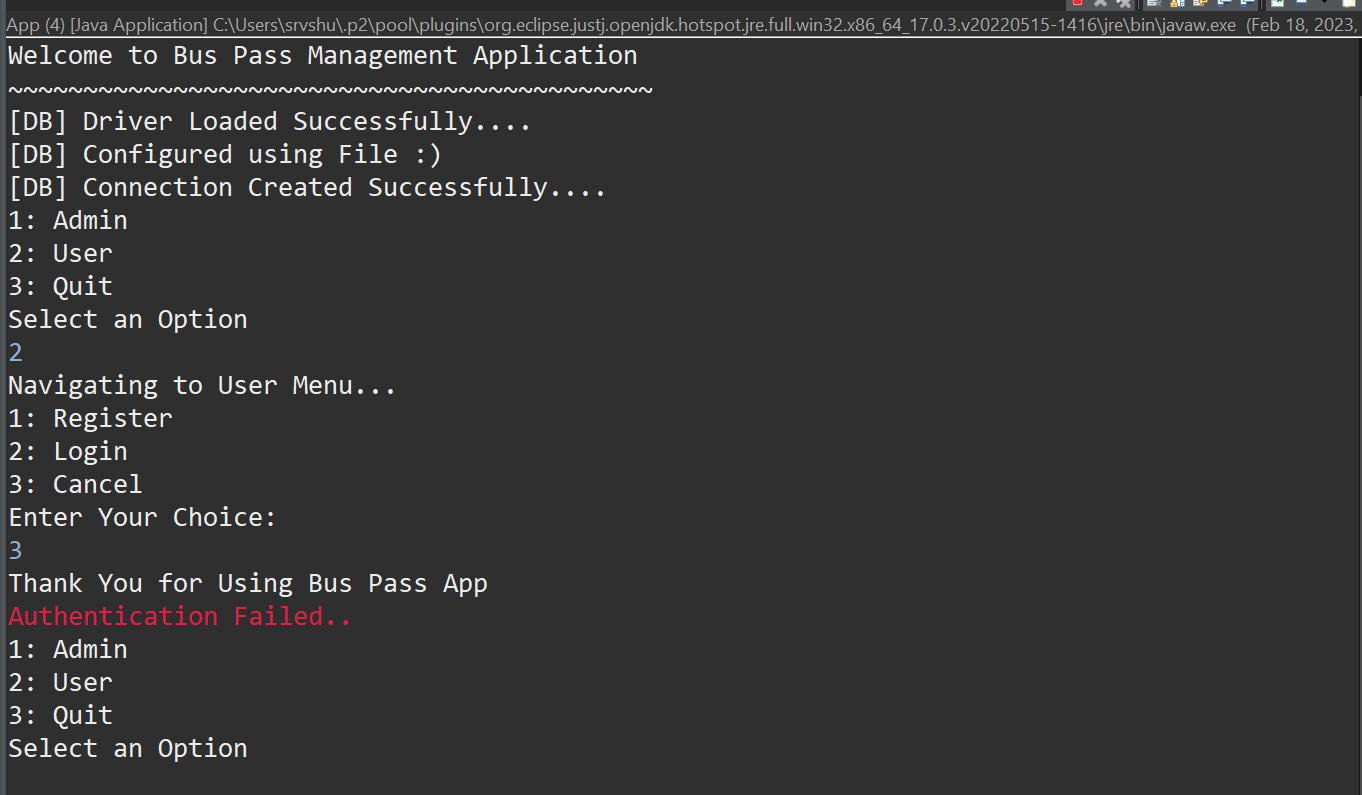 App (4) [Java Application] C:\Users\srvshu\.p2\pool\plugins\org.eclipse.justj.openjdk.hotspot.jre.full.win32.x86_64_17.0.3.v20220515-1416\jre\bin\javaw.exe (Feb 18, 2023,
Welcome to Bus Pass Management Application
~~~~~~~~~~~~~~~~~~~~~~~~~~~~~~~~~~~~~~~~~~~
[DB] Driver Loaded Successfully....
[DB] Configured using File :)
[DB] Connection Created Successfully....
1: Admin
2: User
3: Quit
Select an Option
2
Navigating to User Menu...
1: Register
2: Login
3: Cancel
Enter Your Choice:
3
Thank You for Using Bus Pass App
Authentication Failed..
1: Admin
2: User
3: Quit
Select an Option